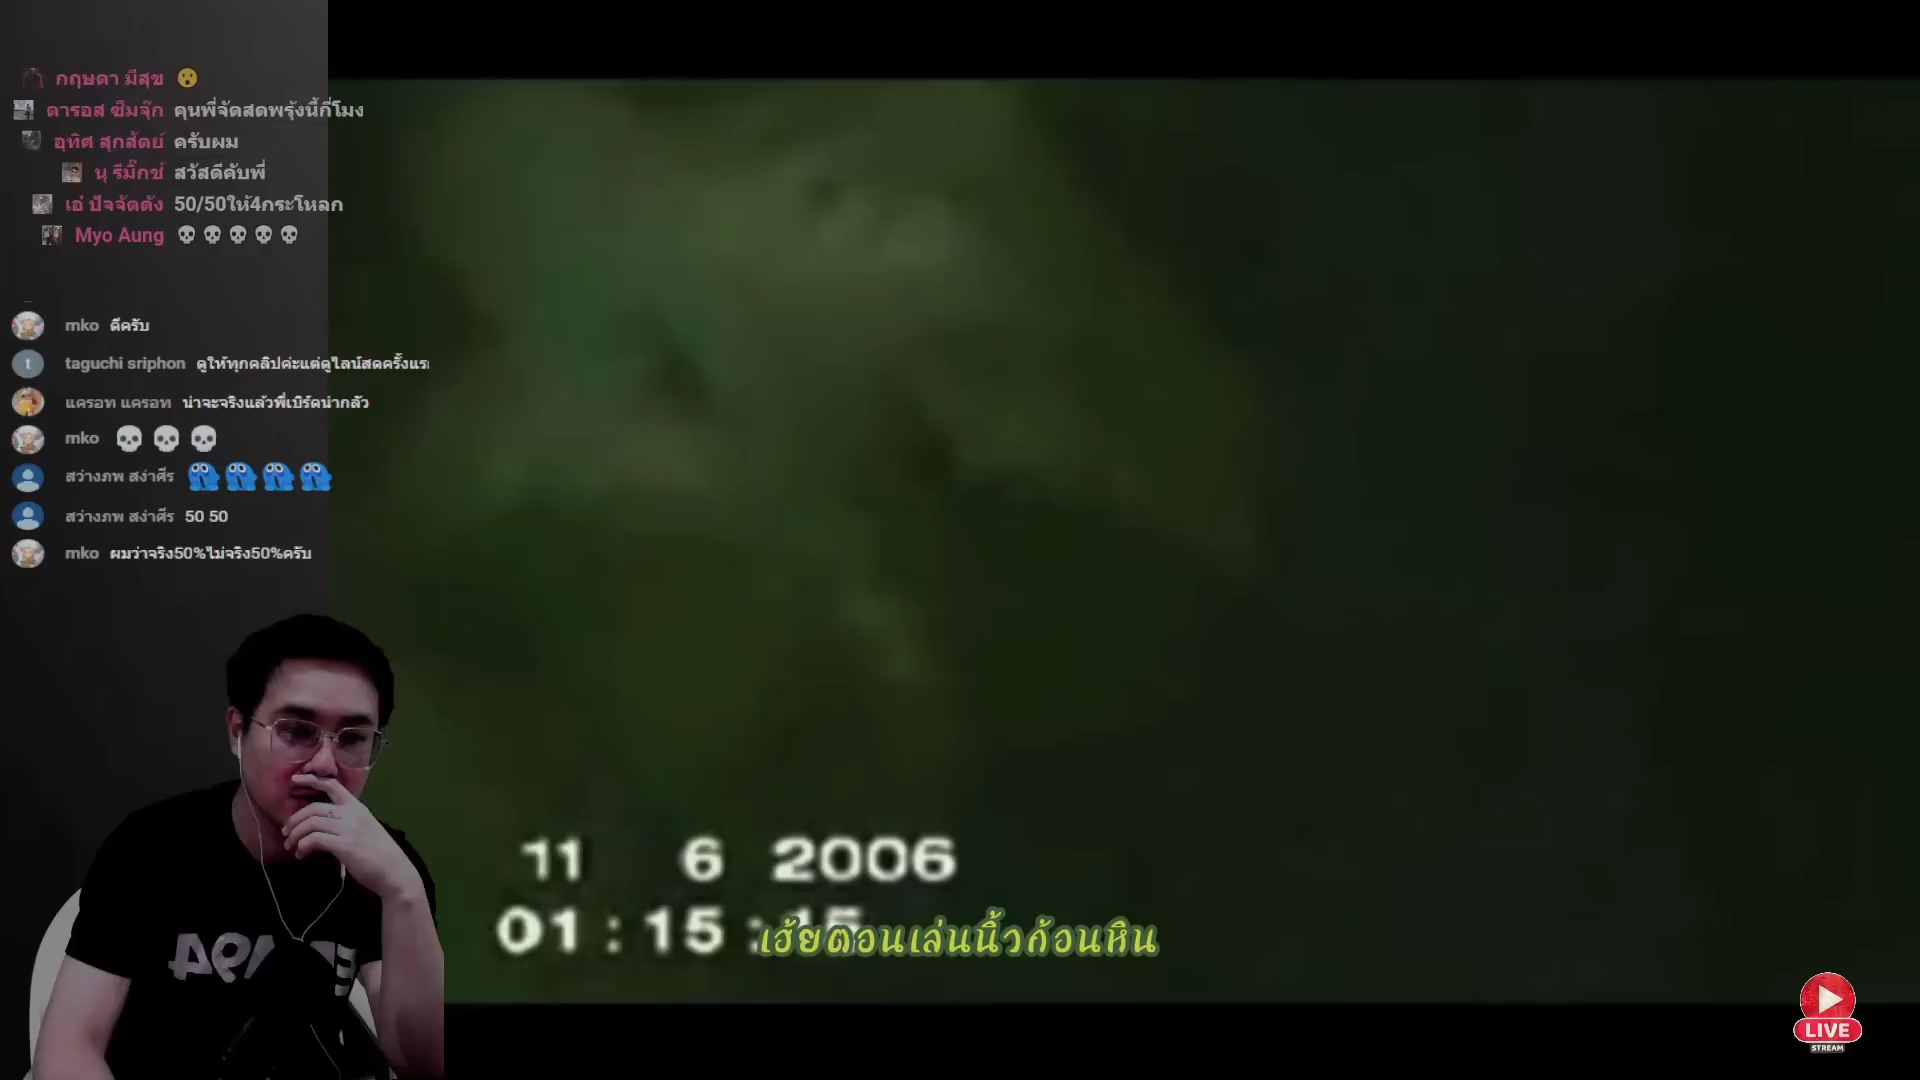 กฤษดา มีสุข 😮
ดารอส ซืมจุ๊ก คุนพี่จัดสดพรุ้งนี้กี่โมง
อุทิศ สุกสัตย์ ครับผม
นุ รีมิ๊กซ์ สวัสดีคับพี่
เอ๋ ปัจจัดดัง 50/50ให้4กระโหลก
Myo Aung 💀💀💀💀💀
mko ดีครับ
taguchi sriphon ดูให้ทุกคลิปค่ะแต่ดูไลน์สดครั้งแร
แครอท แครอท น่าจะจริงแล้วพี่เบิร์ดน่ากลัว
mko 💀💀💀
สว่างภพ สง่าศีร
สว่างภพ สง่าศีร 50 50
mko ผมว่าจริง50%ไม่จริง50%ครับ
11 6 2006
01:15:15
เฮ้ยตอนเล่นนิ้วก้อนหิน
LIVE
STREAM